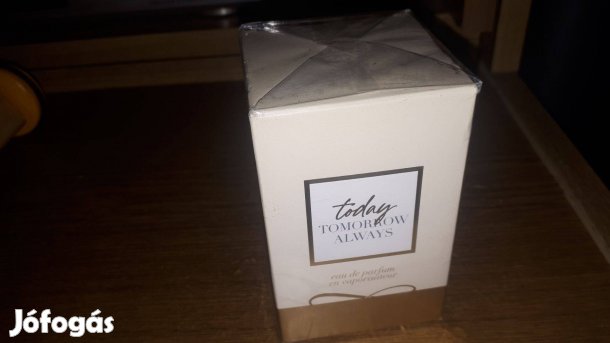 today
TOMORROW
ALWAYS
eau de parfum
en vaporisateur
Jófogás